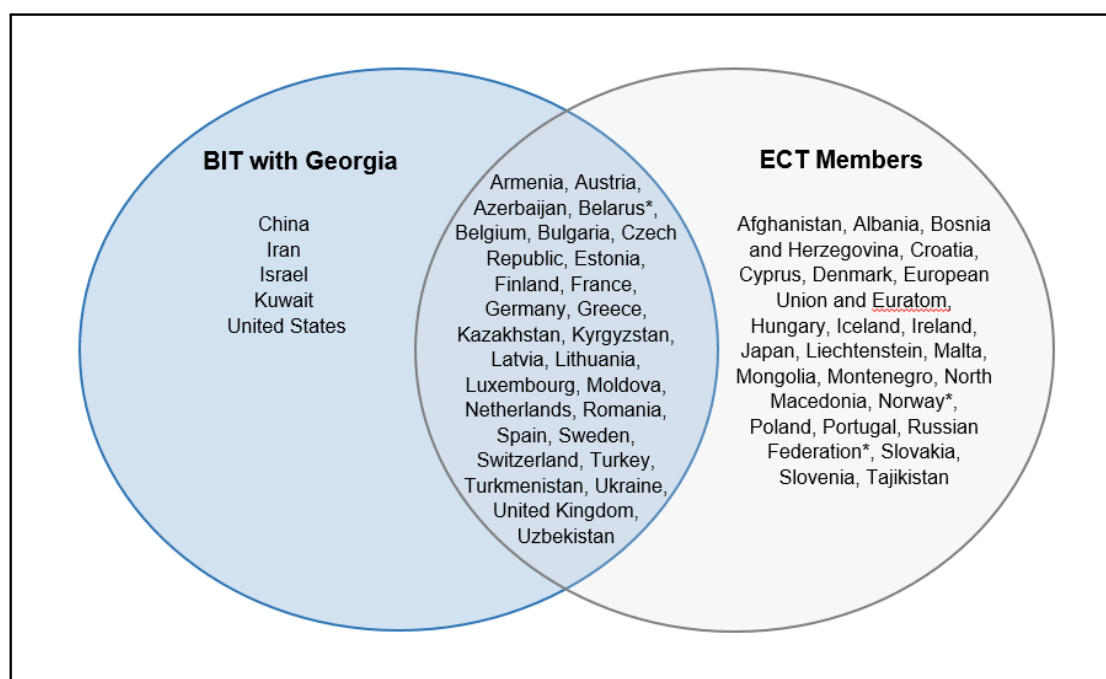 BIT with Georgia
China
Iran
Israel
Kuwait
United States
Armenia, Austria,
Azerbaijan, Belarus*,
Belgium, Bulgaria, Czech
Republic, Estonia,
Finland, France,
Germany, Greece,
Kazakhstan, Kyrgyzstan,
Latvia, Lithuania,
Luxembourg, Moldova,
Netherlands, Romania,
Spain, Sweden,
Switzerland, Turkey,
Turkmenistan, Ukraine,
United Kingdom,
Uzbekistan
ECT Members
Afghanistan, Albania, Bosnia
and Herzegovina, Croatia,
Cyprus, Denmark, European
Union and Euratom,
Hungary, Iceland, Ireland,
Japan, Liechtenstein, Malta,
Mongolia, Montenegro, North
Macedonia, Norway*,
Poland, Portugal, Russian
Federation*, Slovakia,
Slovenia, Tajikistan